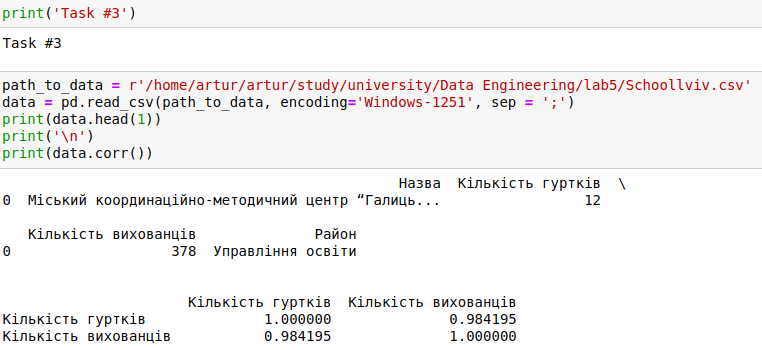 print('Task #3')
Task #3
path_to_data = r'/home/artur/artur/study/university/Data Engineering/lab5/Schoollviv.csv'
data = pd.read_csv(path_to_data, encoding='Windows-1251', sep = ';')
print(data.head(1))
print('\n')
print(data.corr())
Назва  Кількість гуртків  \
0  Міський координаційно-методичний центр “Галиць...                 12
Кількість вихованців              Район
0                   378  Управління освіти
Кількість гуртків  Кількість вихованців
Кількість гуртків              1.000000              0.984195
Кількість вихованців           0.984195              1.000000